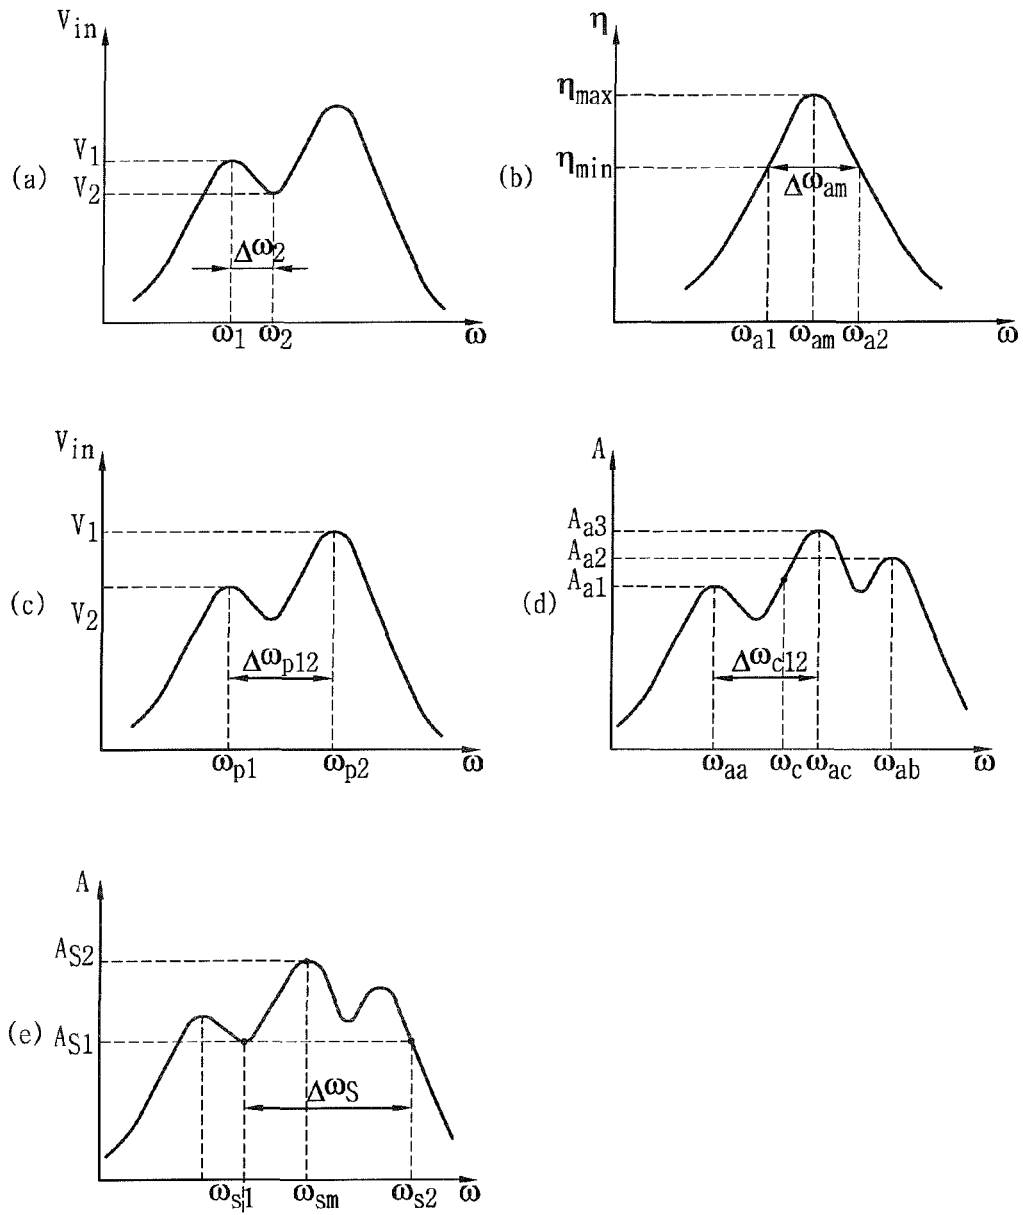 (a)
V_in
V_1
V_2
Δω_2
ω_1 ω_2 ω
(b)
η
η_max
η_min
Δω_am
ω_a1 ω_am ω_a2 ω
(c)
V_in
V_1
V_2
Δω_p12
ω_p1 ω_p2 ω
(d)
A
A_a3
A_a2
A_a1
Δω_c12
ω_aa ω_c ω_ac ω_ab ω
(e)
A
A_S2
A_S1
Δω_S
ω_s1 ω_sm ω_s2 ω